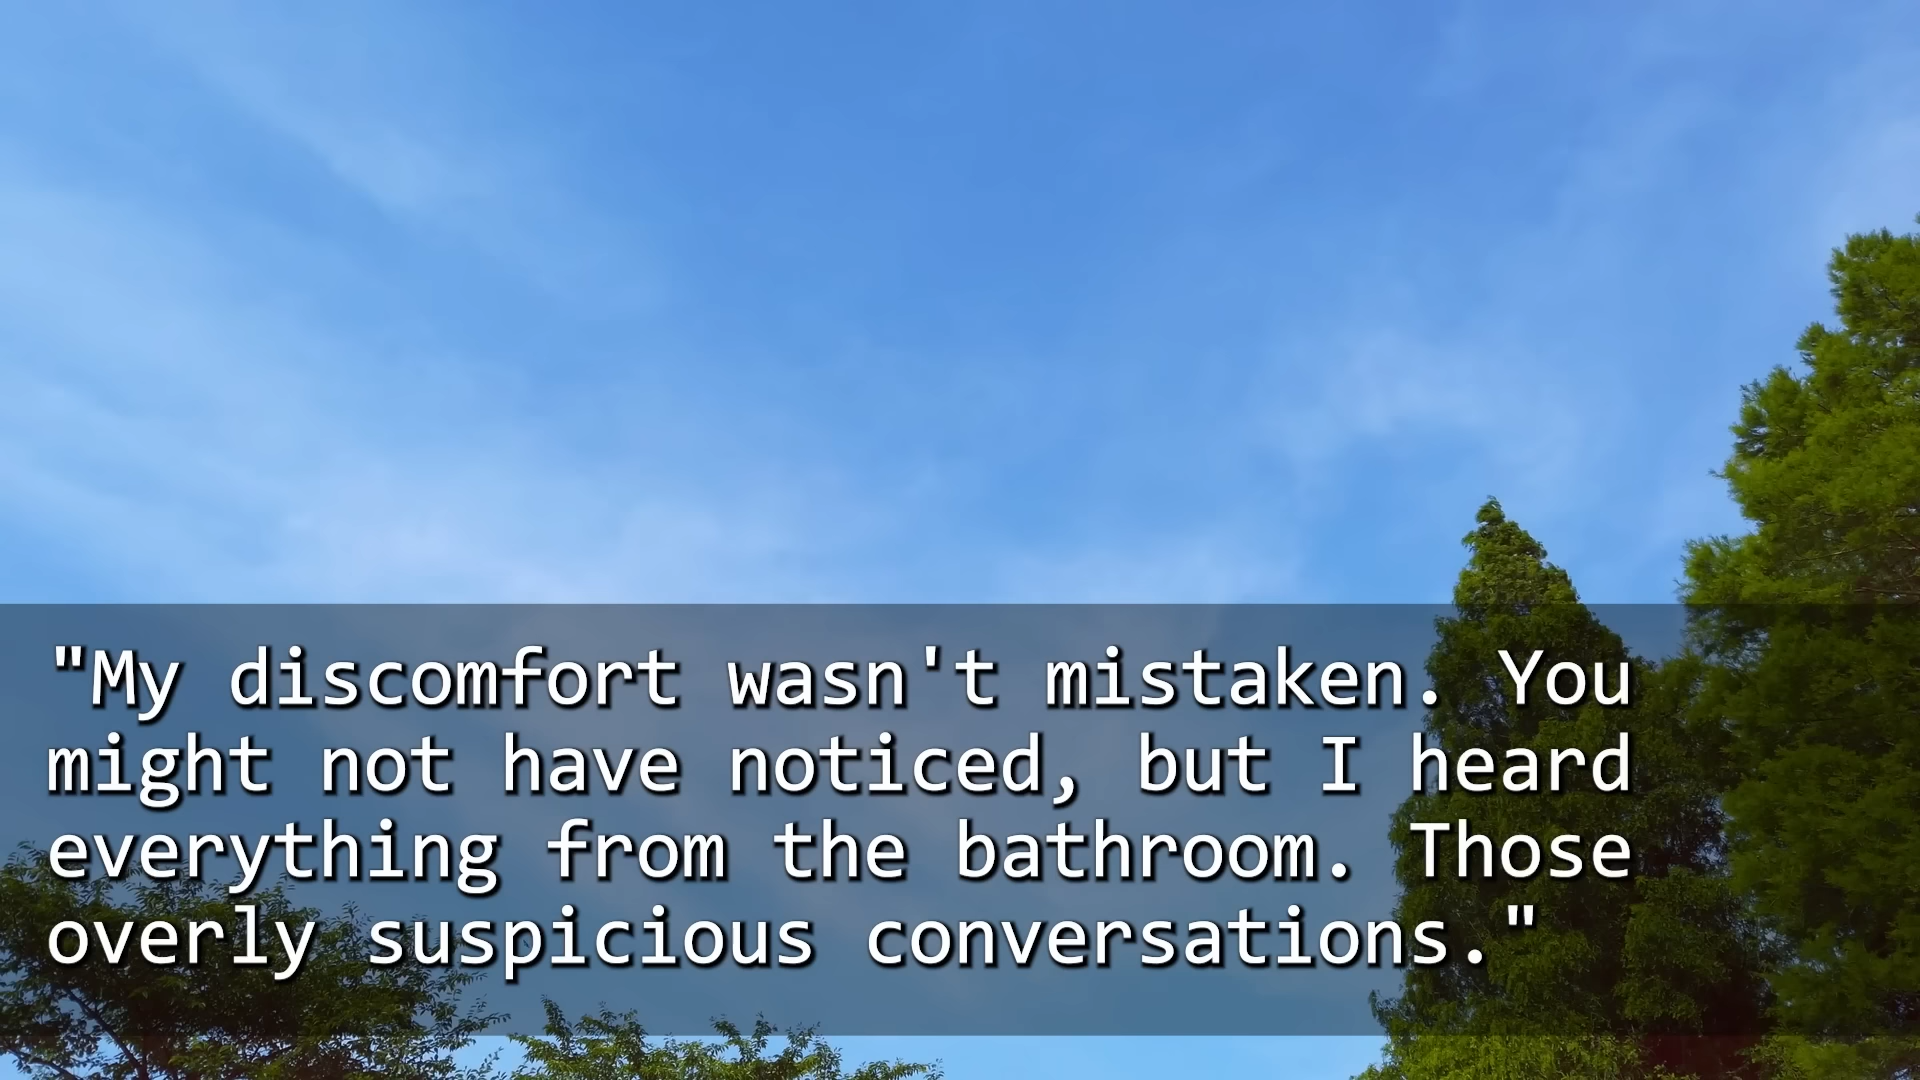 "My discomfort wasn't mistaken. You
might not have noticed, but I heard
everything from the bathroom. Those
overly suspicious conversations."